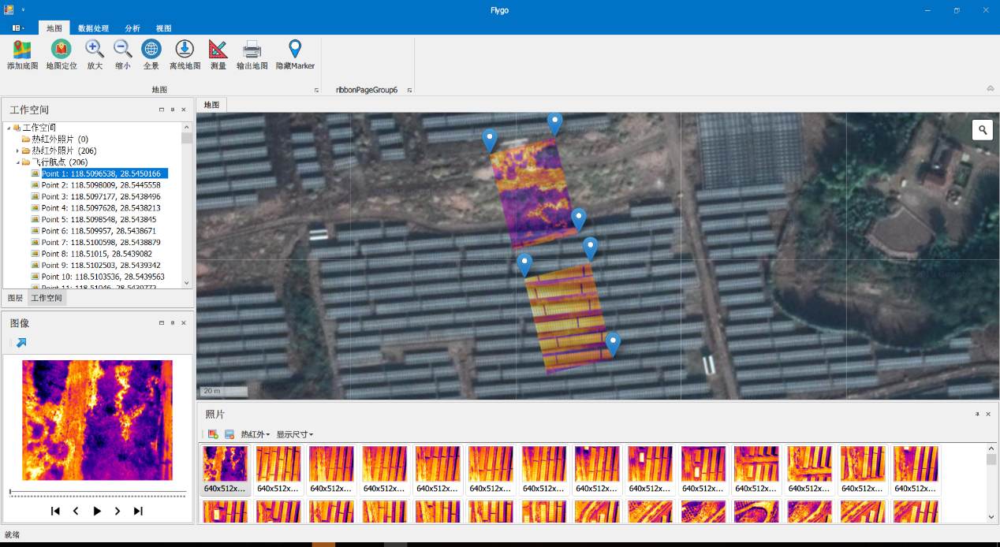 Flygo
地图 数据处理 分析 视图
添加底图 地图定位 放大 缩小 全景 离线地图 测量 输出地图 隐藏Marker
地图 ribbonPageGroup6
工作空间
工作空间
热红外照片 (0)
热红外照片 (206)
飞行航点 (206)
Point 1: 118.5096538, 28.5450166
Point 2: 118.5098009, 28.5445558
Point 3: 118.5097177, 28.5438496
Point 4: 118.5097628, 28.5438213
Point 5: 118.5098548, 28.543845
Point 6: 118.509957, 28.5438671
Point 7: 118.5100598, 28.5438879
Point 8: 118.51015, 28.5439082
Point 9: 118.5102503, 28.5439342
Point 10: 118.5103536, 28.5439563
Point 11: 118.51046, 28.5439772
图层 工作空间
图像
地图
20 m
照片
热红外 显示尺寸
640x512x... 640x512x... 640x512x... 640x512x... 640x512x... 640x512x... 640x512x... 640x512x... 640x512x... 640x512x... 640x512x... 640x512x... 640x512x... 640x512x...
就绪